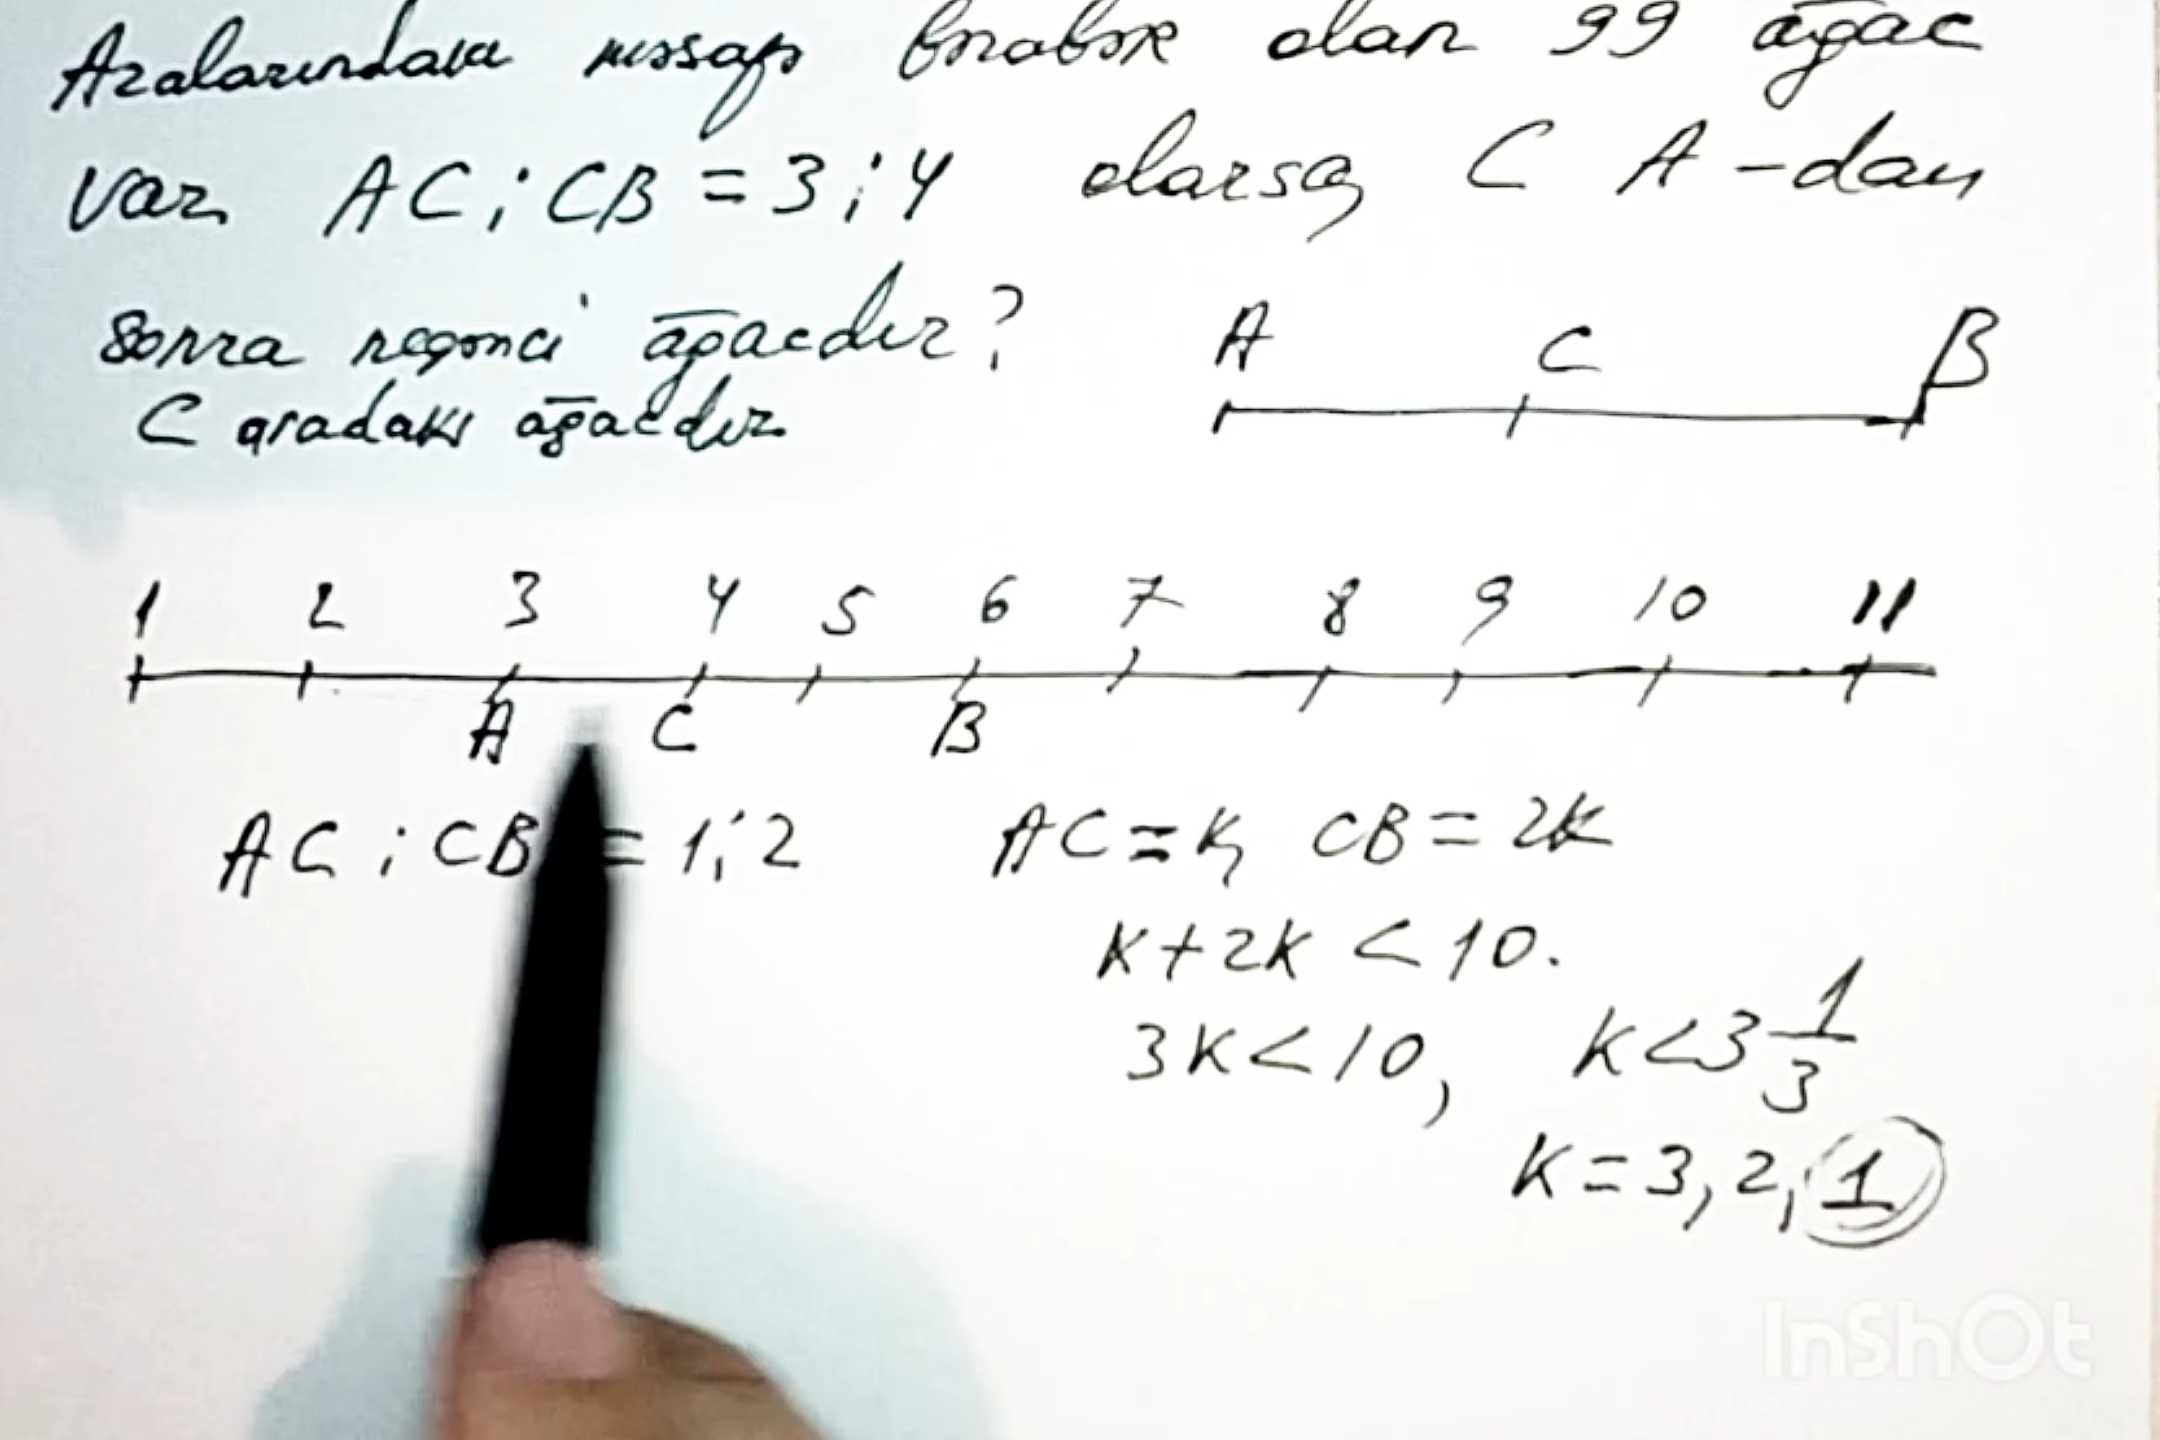 Aralarındakı məsafə bərabər olan 99 ağac
var AC:CB = 3:4 olarsa, C A-dan
sonra neçənci ağacdır?
C aradakı ağacdır
A C B
1 2 3 4 5 6 7 8 9 10 11
A C B
AC:CB = 1:2 AC = k, CB = 2k
k+2k < 10.
3k < 10, k < 3 1/3
k = 3, 2, 1
InShOt